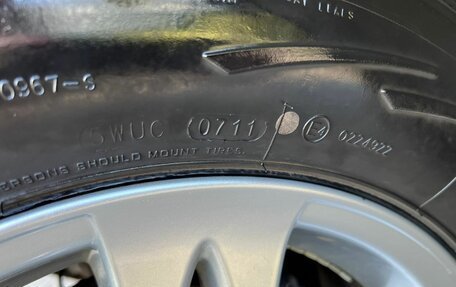 0967-S
5WUC 0711 E4 0224922
PERSONS SHOULD MOUNT TIRES.